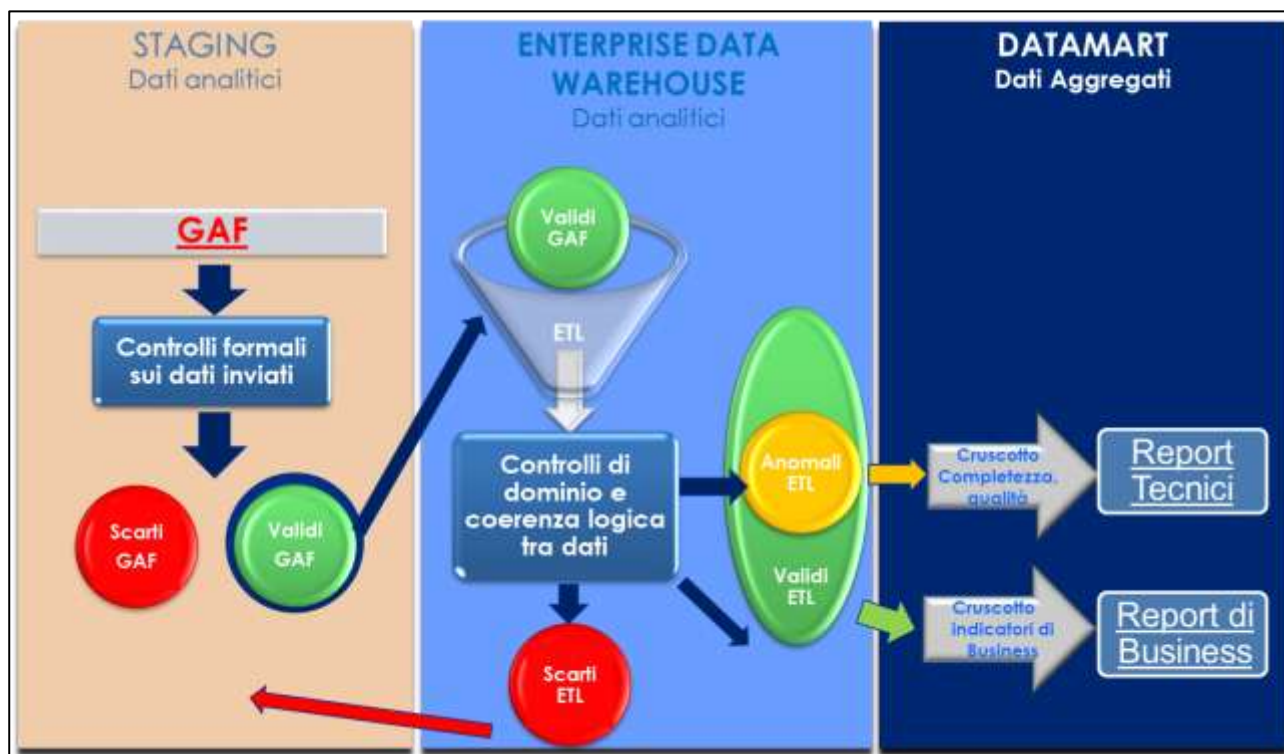 STAGING
Dati analitici
GAF
Controlli formali
sui dati inviati
Scarti
GAF
Validi
GAF
ENTERPRISE DATA
WAREHOUSE
Dati analitici
Validi
GAF
ETL
Controlli di
dominio e
coerenza logica
tra dati
Scarti
ETL
Anomali
ETL
Validi
ETL
DATAMART
Dati Aggregati
Cruscotto
Completezza,
qualità
Report
Tecnici
Cruscotto
indicatori di
Business
Report di
Business